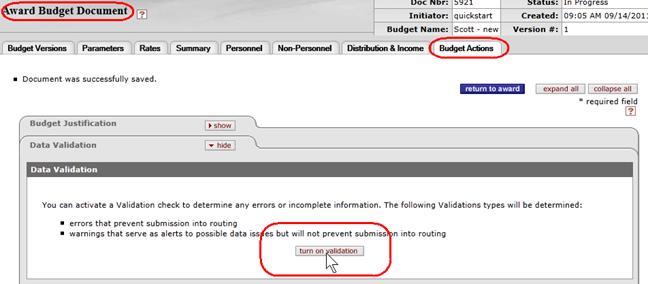 Award Budget Document ?
Doc Nbr: 5921 Status: In Progress
Initiator: quickstart Created: 09:05 AM 09/14/2011
Budget Name: Scott - new Version #: 1
Budget Versions Parameters Rates Summary Personnel Non-Personnel Distribution & Income Budget Actions
Document was successfully saved.
return to award expand all collapse all
* required field
?
Budget Justification show
Data Validation hide
Data Validation
You can activate a Validation check to determine any errors or incomplete information. The following Validations types will be determined:
errors that prevent submission into routing
warnings that serve as alerts to possible data issues but will not prevent submission into routing
turn on validation